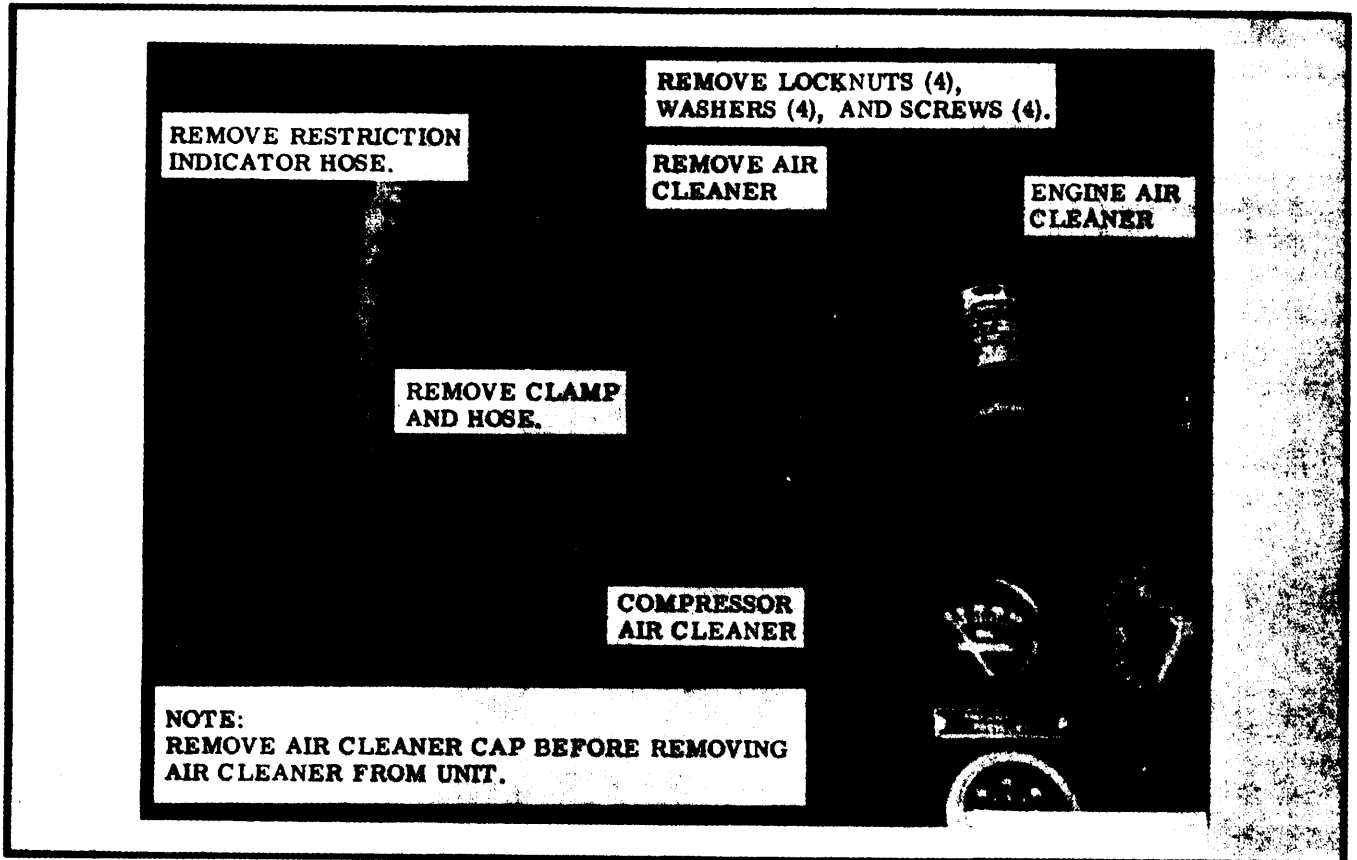 REMOVE LOCKNUTS (4),
WASHERS (4), AND SCREWS (4).
REMOVE RESTRICTION
INDICATOR HOSE.
REMOVE AIR
CLEANER
ENGINE AIR
CLEANER
REMOVE CLAMP
AND HOSE.
COMPRESSOR
AIR CLEANER
NOTE:
REMOVE AIR CLEANER CAP BEFORE REMOVING
AIR CLEANER FROM UNIT.